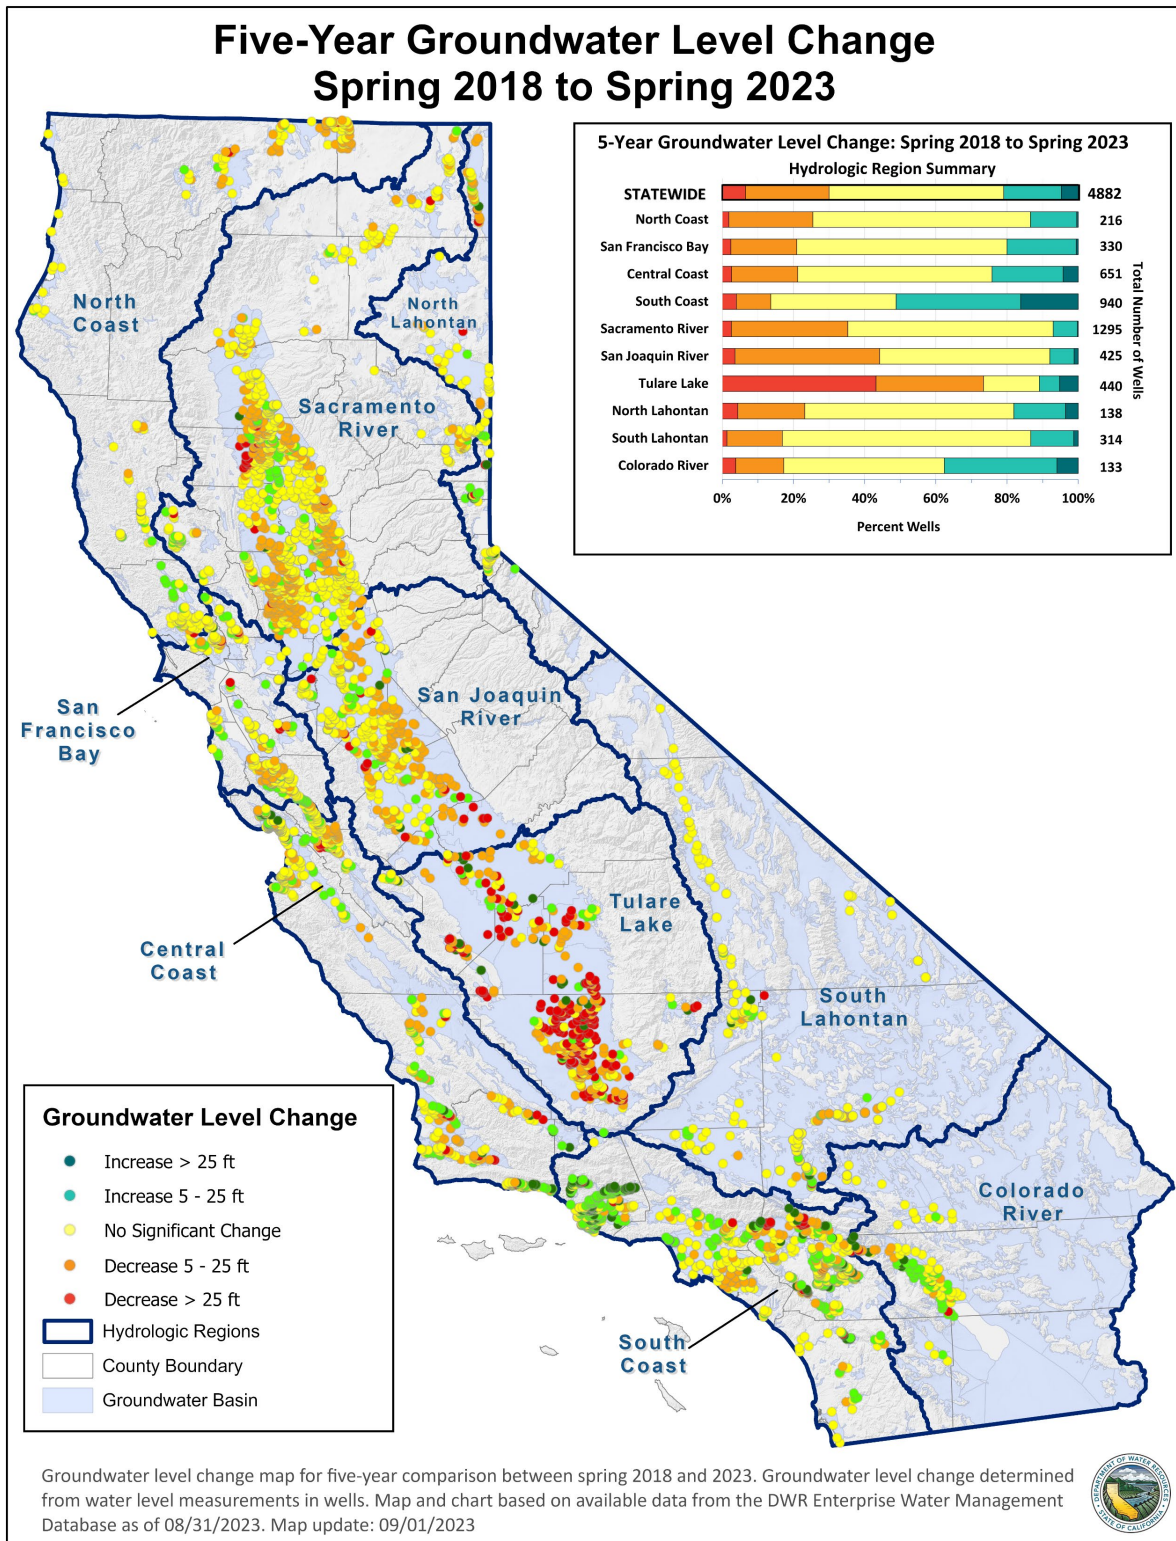 Five-Year Groundwater Level Change
Spring 2018 to Spring 2023
5-Year Groundwater Level Change: Spring 2018 to Spring 2023
Hydrologic Region Summary
STATEWIDE 4882
North Coast 216
San Francisco Bay 330
Central Coast 651
South Coast 940
Sacramento River 1295
San Joaquin River 425
Tulare Lake 440
North Lahontan 138
South Lahontan 314
Colorado River 133
0% 20% 40% 60% 80% 100%
Percent Wells
Total Number of Wells
North
Coast
North
Lahontan
Sacramento
River
San Joaquin
River
San
Francisco
Bay
Tulare
Lake
Central
Coast
South
Lahontan
Colorado
River
South
Coast
Groundwater Level Change
Increase > 25 ft
Increase 5 - 25 ft
No Significant Change
Decrease 5 - 25 ft
Decrease > 25 ft
Hydrologic Regions
County Boundary
Groundwater Basin
Groundwater level change map for five-year comparison between spring 2018 and 2023. Groundwater level change determined
from water level measurements in wells. Map and chart based on available data from the DWR Enterprise Water Management
Database as of 08/31/2023. Map update: 09/01/2023
DEPARTMENT OF WATER RESOURCES
STATE OF CALIFORNIA